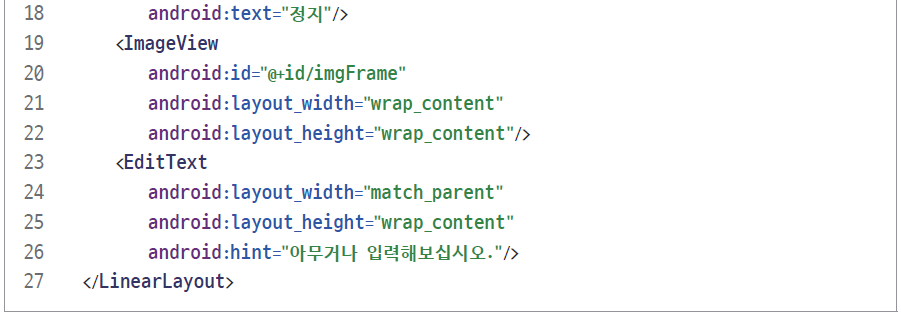 18 android:text="정지"/>
19 <ImageView
20 android:id="@+id/imgFrame"
21 android:layout_width="wrap_content"
22 android:layout_height="wrap_content"/>
23 <EditText
24 android:layout_width="match_parent"
25 android:layout_height="wrap_content"
26 android:hint="아무거나 입력해보십시오."/>
27 </LinearLayout>